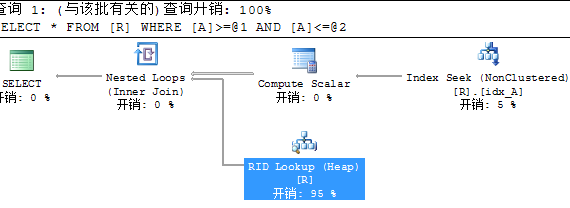 查询 1: (与该批有关的)查询开销: 100%
SELECT * FROM [R] WHERE [A]>=@1 AND [A]<=@2
SELECT
开销: 0 %
Nested Loops
(Inner Join)
开销: 0 %
Compute Scalar
开销: 0 %
Index Seek (NonClustered)
[R].[idx_A]
开销: 5 %
RID Lookup (Heap)
[R]
开销: 95 %